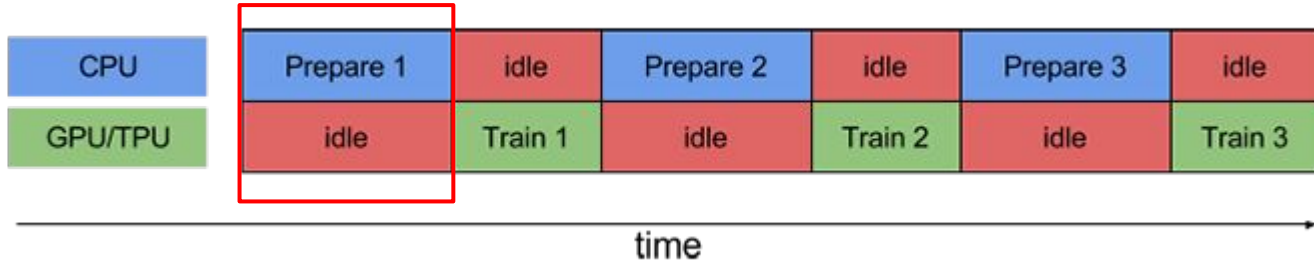 CPU Prepare 1 idle Prepare 2 idle Prepare 3 idle
GPU/TPU idle Train 1 idle Train 2 idle Train 3
time